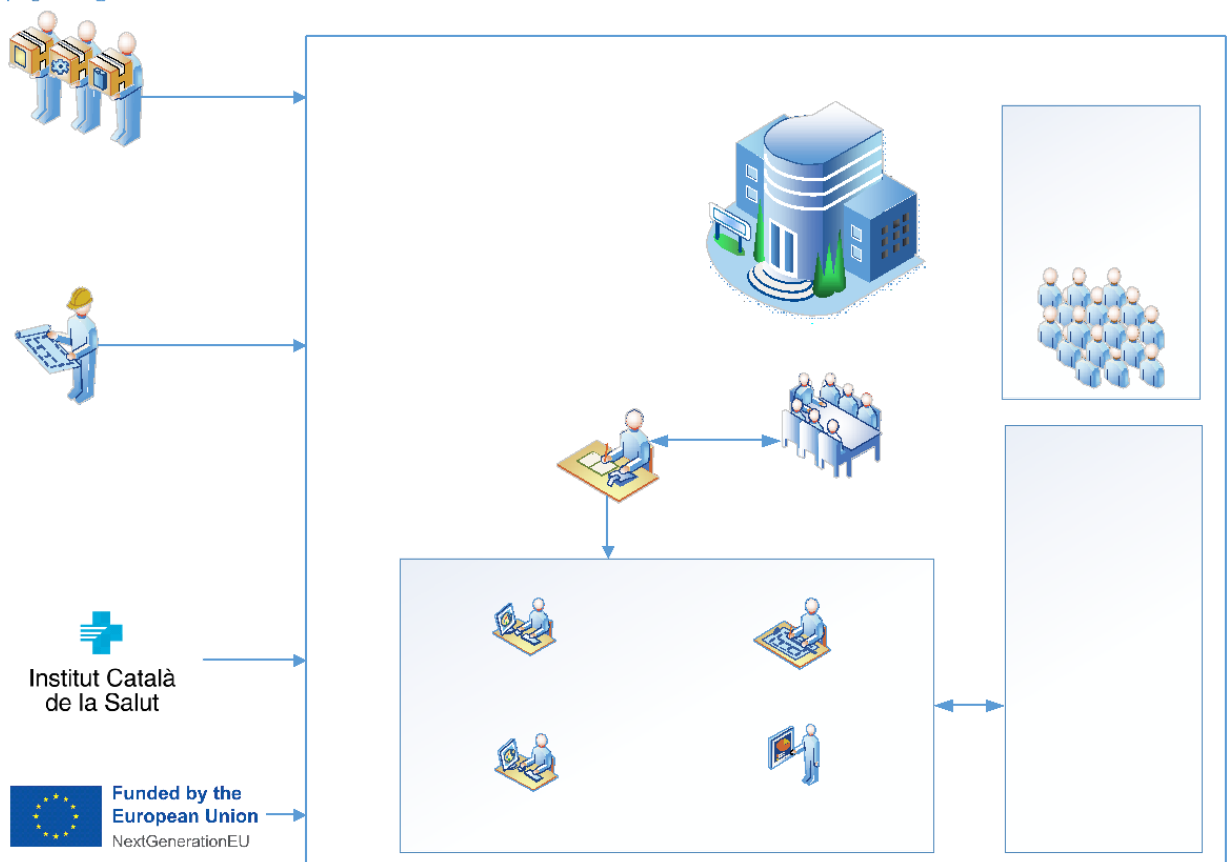 Institut Català
de la Salut
Funded by the
European Union
NextGenerationEU